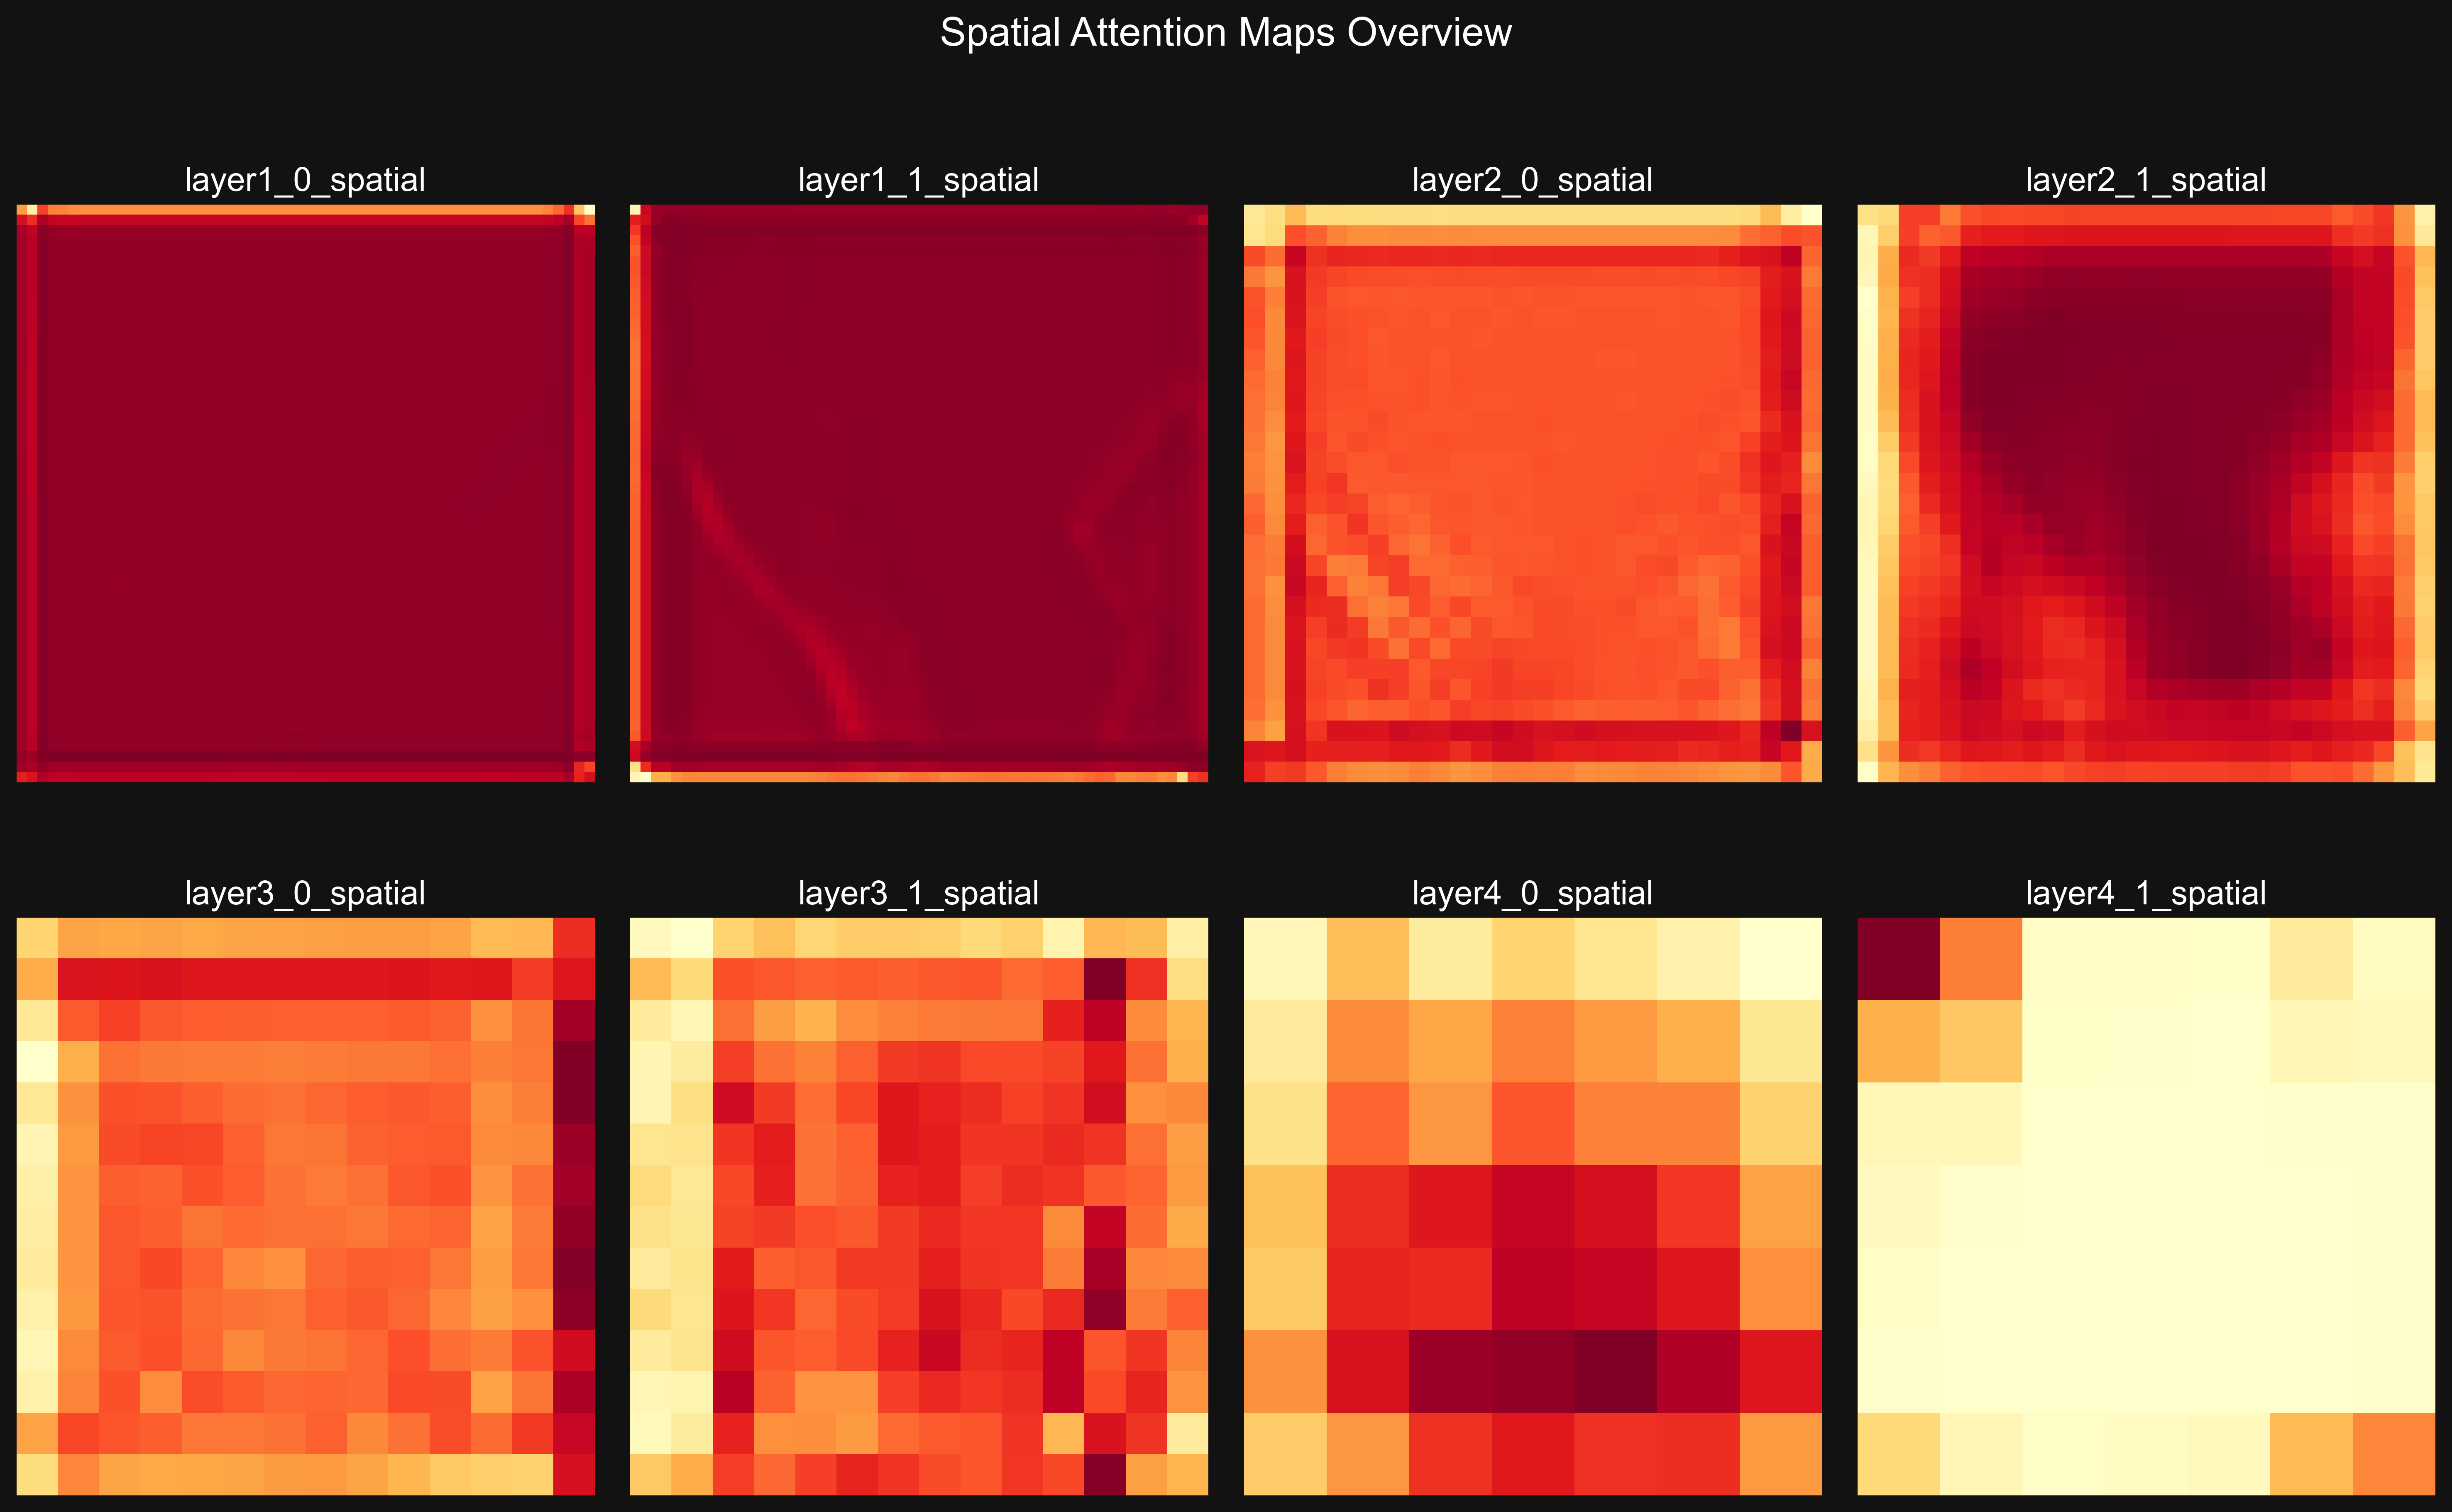 Spatial Attention Maps Overview
layer1_0_spatial
layer1_1_spatial
layer2_0_spatial
layer2_1_spatial
layer3_0_spatial
layer3_1_spatial
layer4_0_spatial
layer4_1_spatial